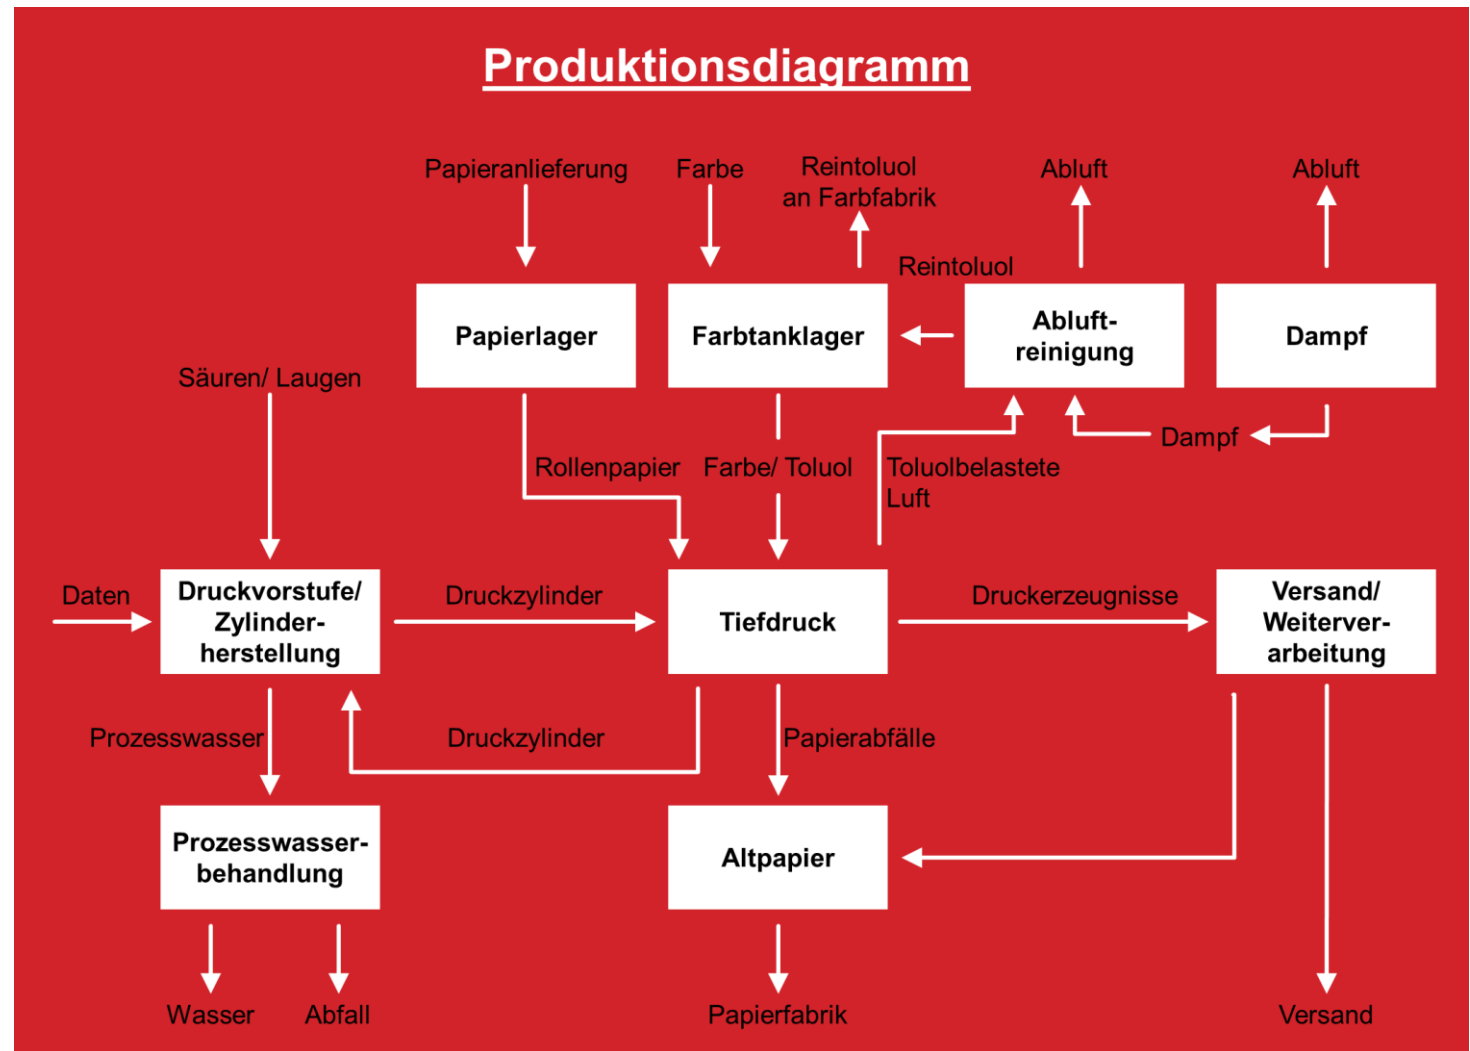 Produktionsdiagramm
Papieranlieferung
Farbe
Reintoluol
an Farbfabrik
Abluft
Abluft
Reintoluol
Papierlager
Farbtanklager
Abluft-
reinigung
Dampf
Säuren/ Laugen
Dampf
Rollenpapier
Farbe/ Toluol
Toluolbelastete
Luft
Daten
Druckvorstufe/
Zylinder-
herstellung
Druckzylinder
Tiefdruck
Druckerzeugnisse
Versand/
Weiterver-
arbeitung
Prozesswasser
Druckzylinder
Papierabfälle
Prozesswasser-
behandlung
Altpapier
Wasser
Abfall
Papierfabrik
Versand